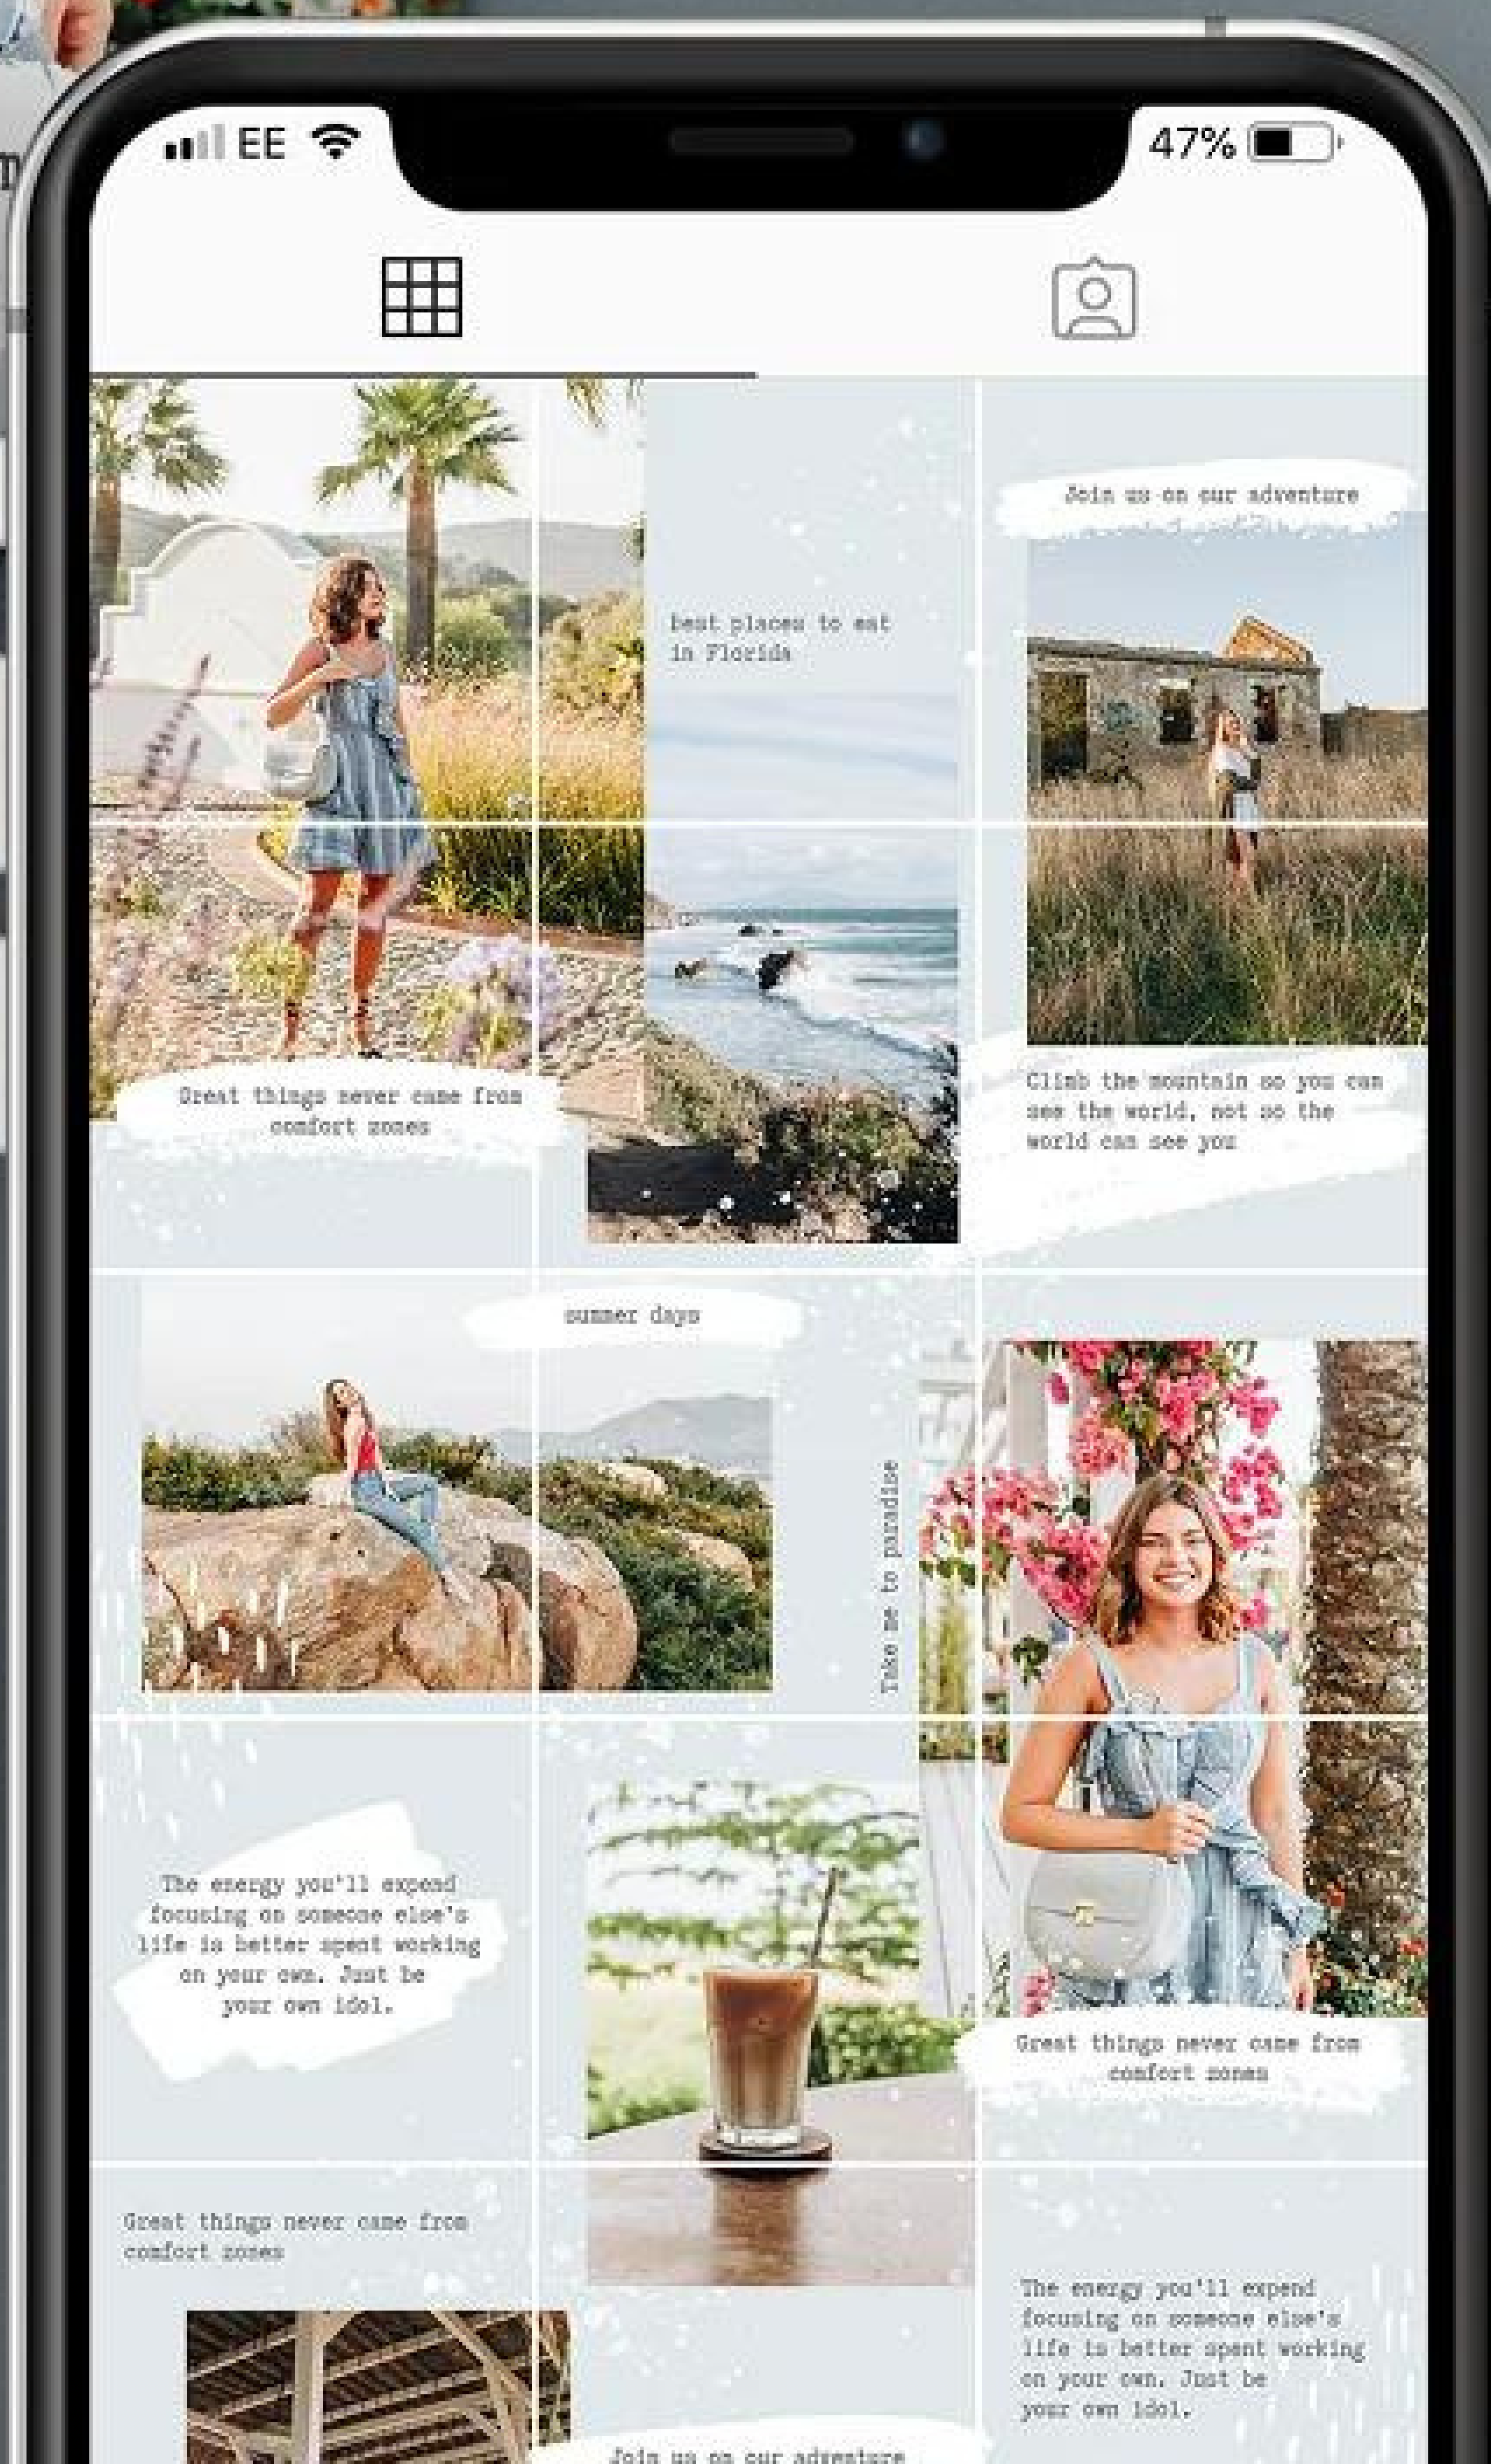 EE
47%
Join us on our adventure
best places to eat
in Florida
Great things never came from
comfort zones
Climb the mountain so you can
see the world, not so the
world can see you
summer days
Take me to paradise
The energy you'll expend
focusing on someone else's
life is better spent working
on your own. Just be
your own idol.
Great things never came from
comfort zones
Great things never came from
comfort zones
The energy you'll expend
focusing on someone else's
life is better spent working
on your own. Just be
your own idol.
Join us on our adventure